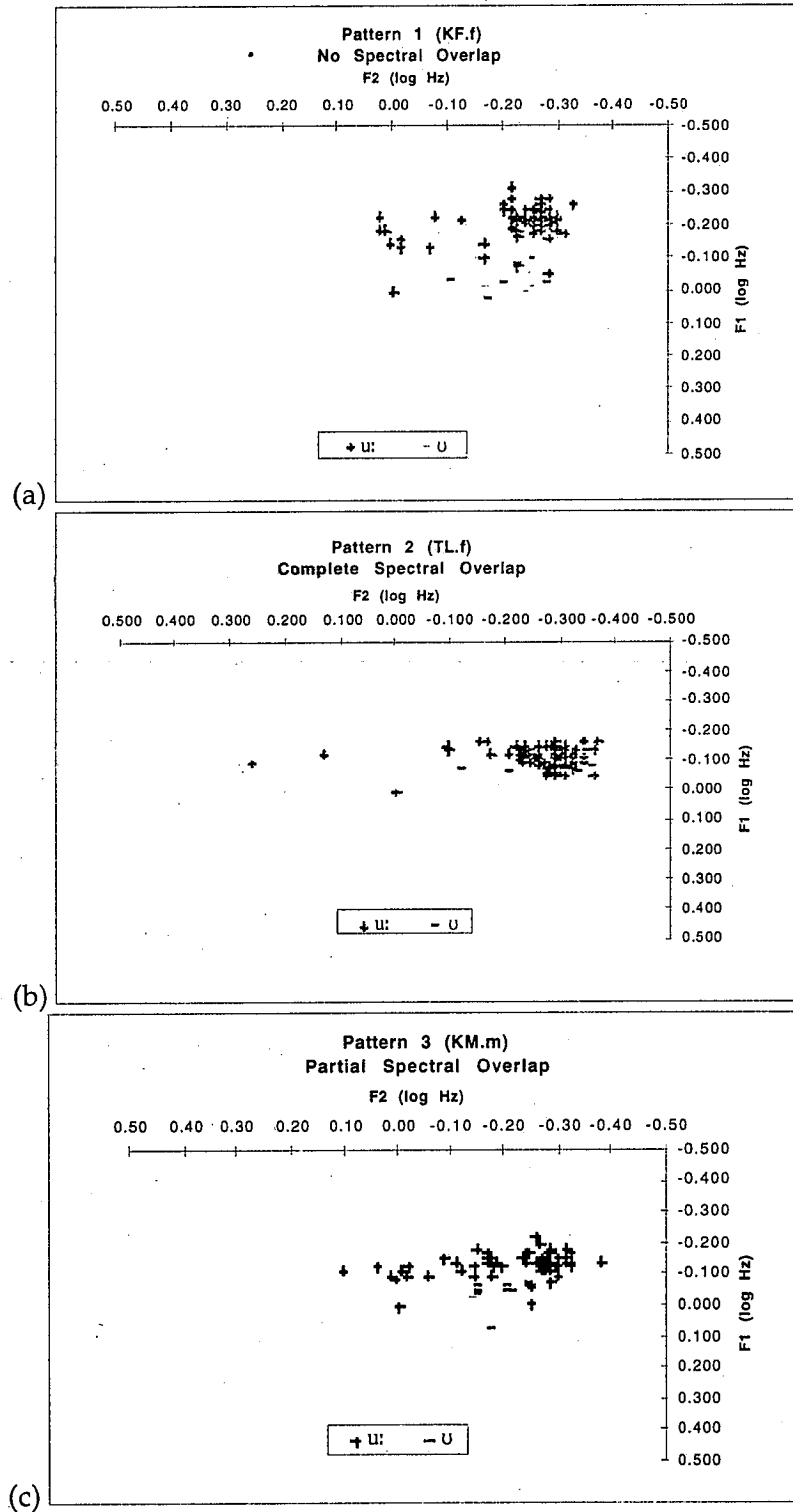 Pattern 1 (KF.f)
No Spectral Overlap
F2 (log Hz)
0.50 0.40 0.30 0.20 0.10 0.00 -0.10 -0.20 -0.30 -0.40 -0.50
-0.500
-0.400
-0.300
-0.200
-0.100
0.000
0.100
0.200
0.300
0.400
0.500
F1 (log Hz)
+ uː - ʊ
(a)
Pattern 2 (TL.f)
Complete Spectral Overlap
F2 (log Hz)
0.500 0.400 0.300 0.200 0.100 0.000 -0.100 -0.200 -0.300 -0.400 -0.500
-0.500
-0.400
-0.300
-0.200
-0.100
0.000
0.100
0.200
0.300
0.400
0.500
F1 (log Hz)
+ uː - ʊ
(b)
Pattern 3 (KM.m)
Partial Spectral Overlap
F2 (log Hz)
0.50 0.40 0.30 0.20 0.10 0.00 -0.10 -0.20 -0.30 -0.40 -0.50
-0.500
-0.400
-0.300
-0.200
-0.100
0.000
0.100
0.200
0.300
0.400
0.500
F1 (log Hz)
+ uː - ʊ
(c)